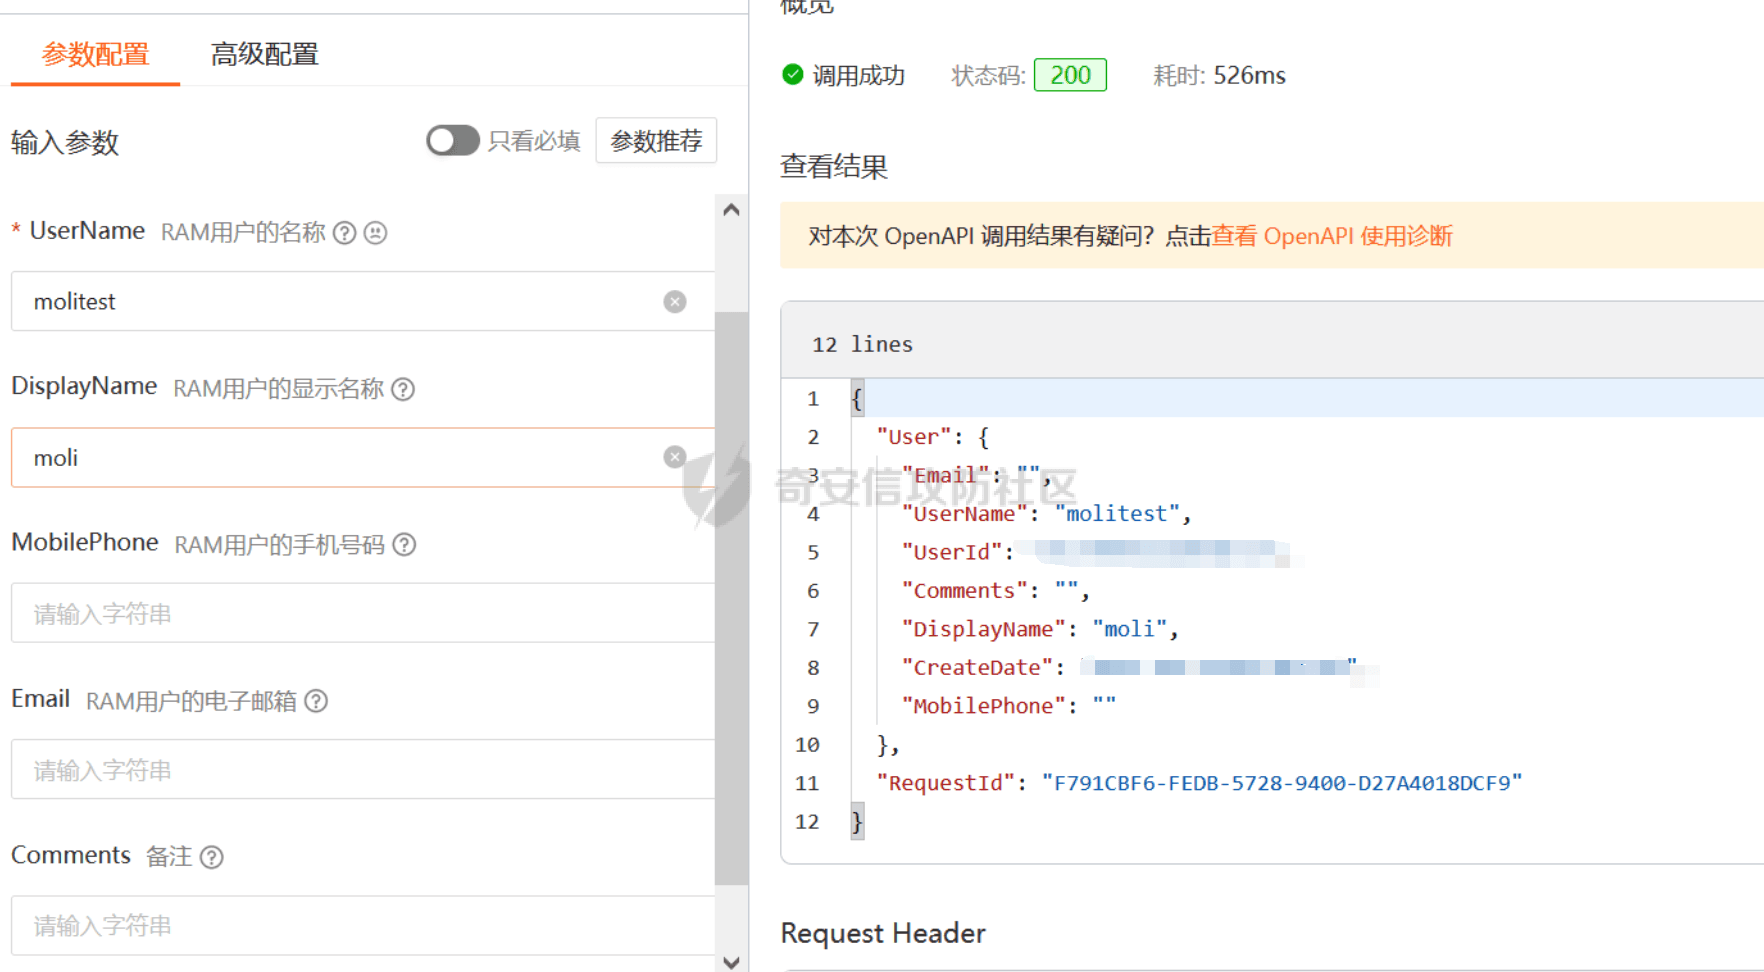 参数配置
高级配置
输入参数
只看必填
参数推荐
* UserName RAM用户的名称
molitest
DisplayName RAM用户的显示名称
moli
MobilePhone RAM用户的手机号码
请输入字符串
Email RAM用户的电子邮箱
请输入字符串
Comments 备注
请输入字符串
概览
调用成功 状态码: 200 耗时: 526ms
查看结果
对本次 OpenAPI 调用结果有疑问？点击查看 OpenAPI 使用诊断
12 lines
1 {
2 "User": {
3 "Email": "",
4 "UserName": "molitest",
5 "UserId":
6 "Comments": "",
7 "DisplayName": "moli",
8 "CreateDate": "
9 "MobilePhone": ""
10 },
11 "RequestId": "F791CBF6-FEDB-5728-9400-D27A4018DCF9"
12 }
Request Header
奇安信攻防社区